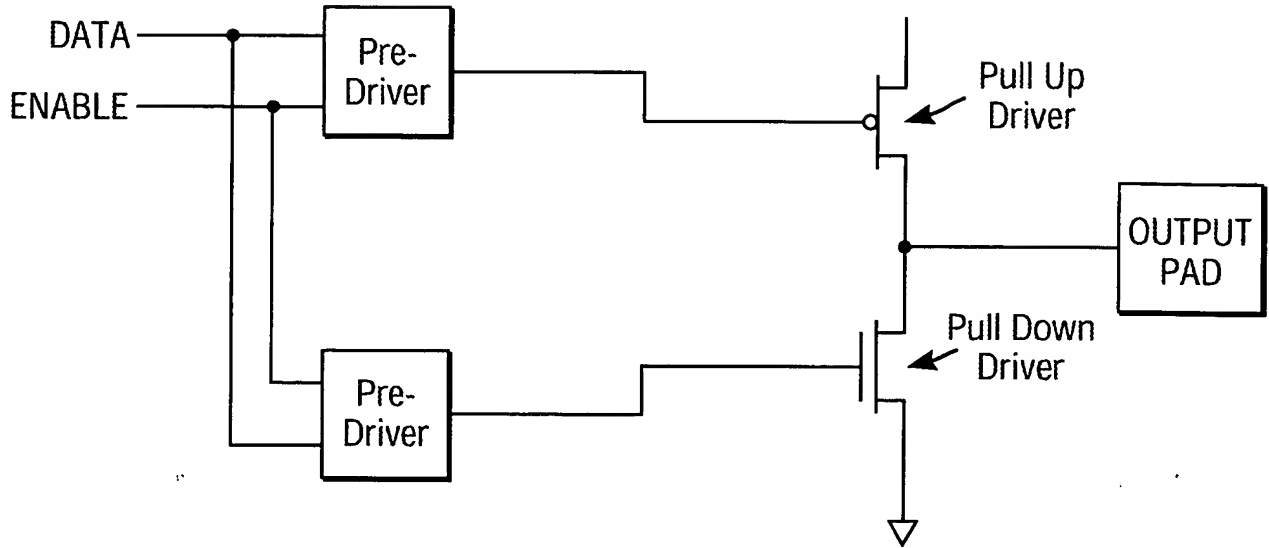 DATA
ENABLE
Pre-
Driver
Pull Up
Driver
OUTPUT
PAD
Pull Down
Driver
Pre-
Driver